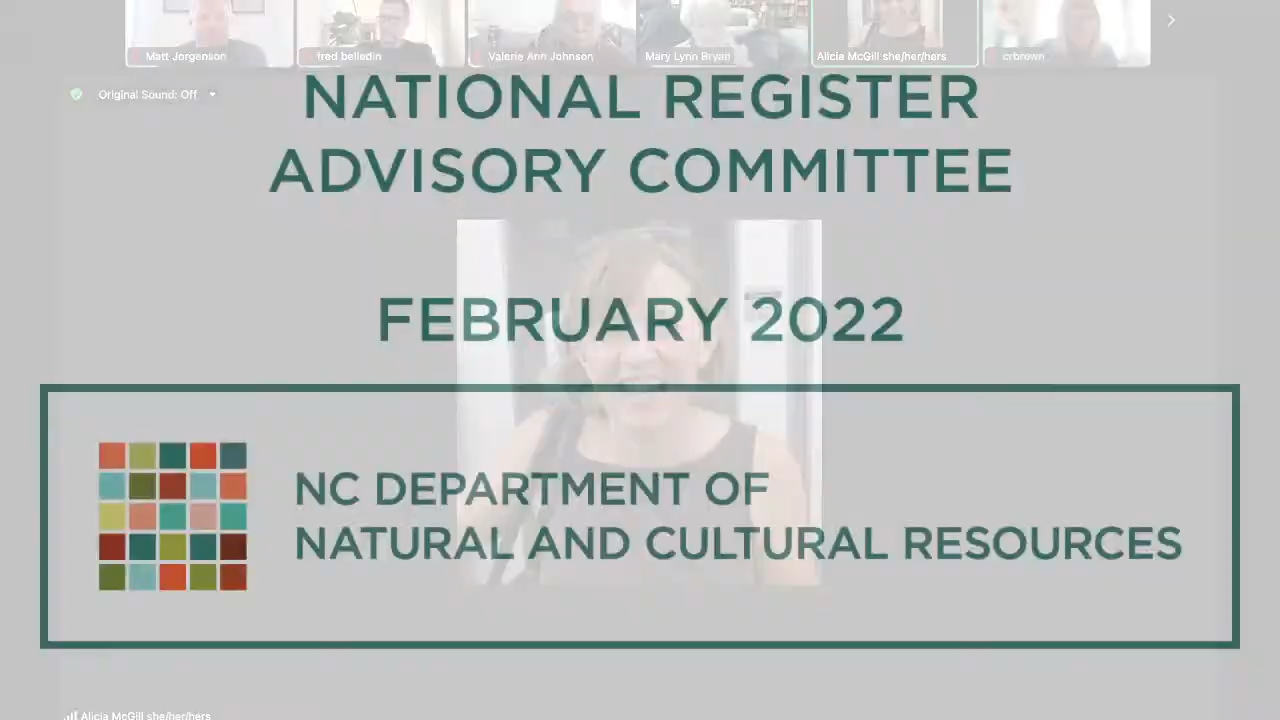 Matt Jorgenson
fred belledin
Valerie Ann Johnson
Mary Lynn Bryan
Alicia McGill she/her/hers
crbrown
Original Sound: Off
NATIONAL REGISTER
ADVISORY COMMITTEE
FEBRUARY 2022
NC DEPARTMENT OF
NATURAL AND CULTURAL RESOURCES
Alicia McGill she/her/hers